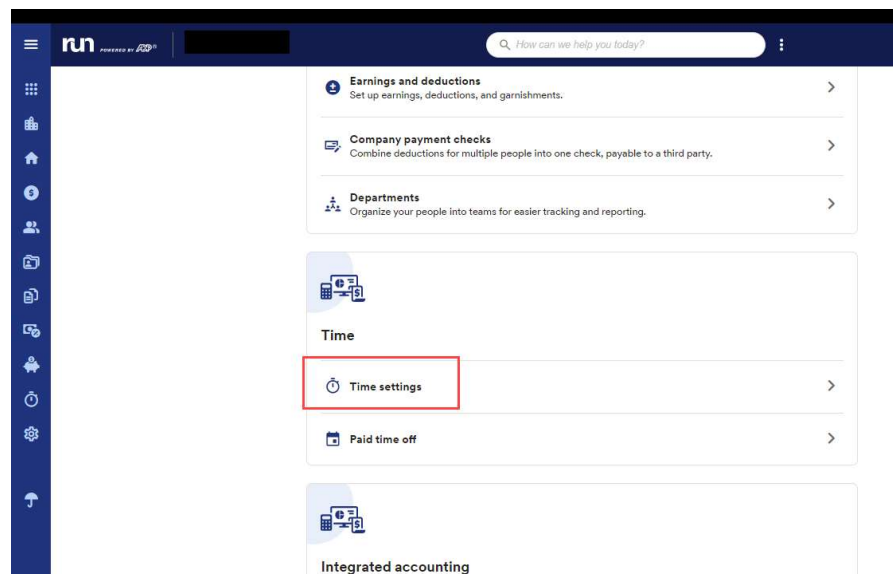 run POWERED BY ADP
How can we help you today?
Earnings and deductions
Set up earnings, deductions, and garnishments.
Company payment checks
Combine deductions for multiple people into one check, payable to a third party.
Departments
Organize your people into teams for easier tracking and reporting.
Time
Time settings
Paid time off
Integrated accounting